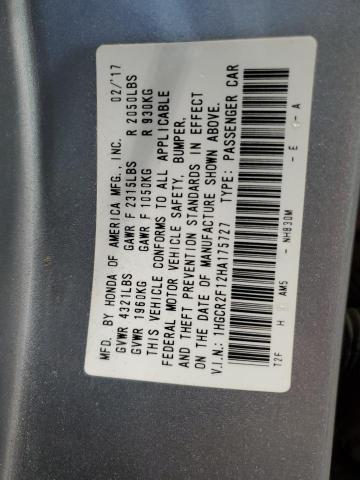 MFD. BY HONDA OF AMERICA MFG., INC. 02/17
GVWR 4321LBS GAWR F 2315LBS R 2050LBS
GVWR 1960KG GAWR F 1050KG R 930KG
THIS VEHICLE CONFORMS TO ALL APPLICABLE
FEDERAL MOTOR VEHICLE SAFETY, BUMPER,
AND THEFT PREVENTION STANDARDS IN EFFECT
ON THE DATE OF MANUFACTURE SHOWN ABOVE.
V.I.N.: 1HGCR2F12HA175727 TYPE: PASSENGER CAR
T2F H AM5 - NH830M - E - A